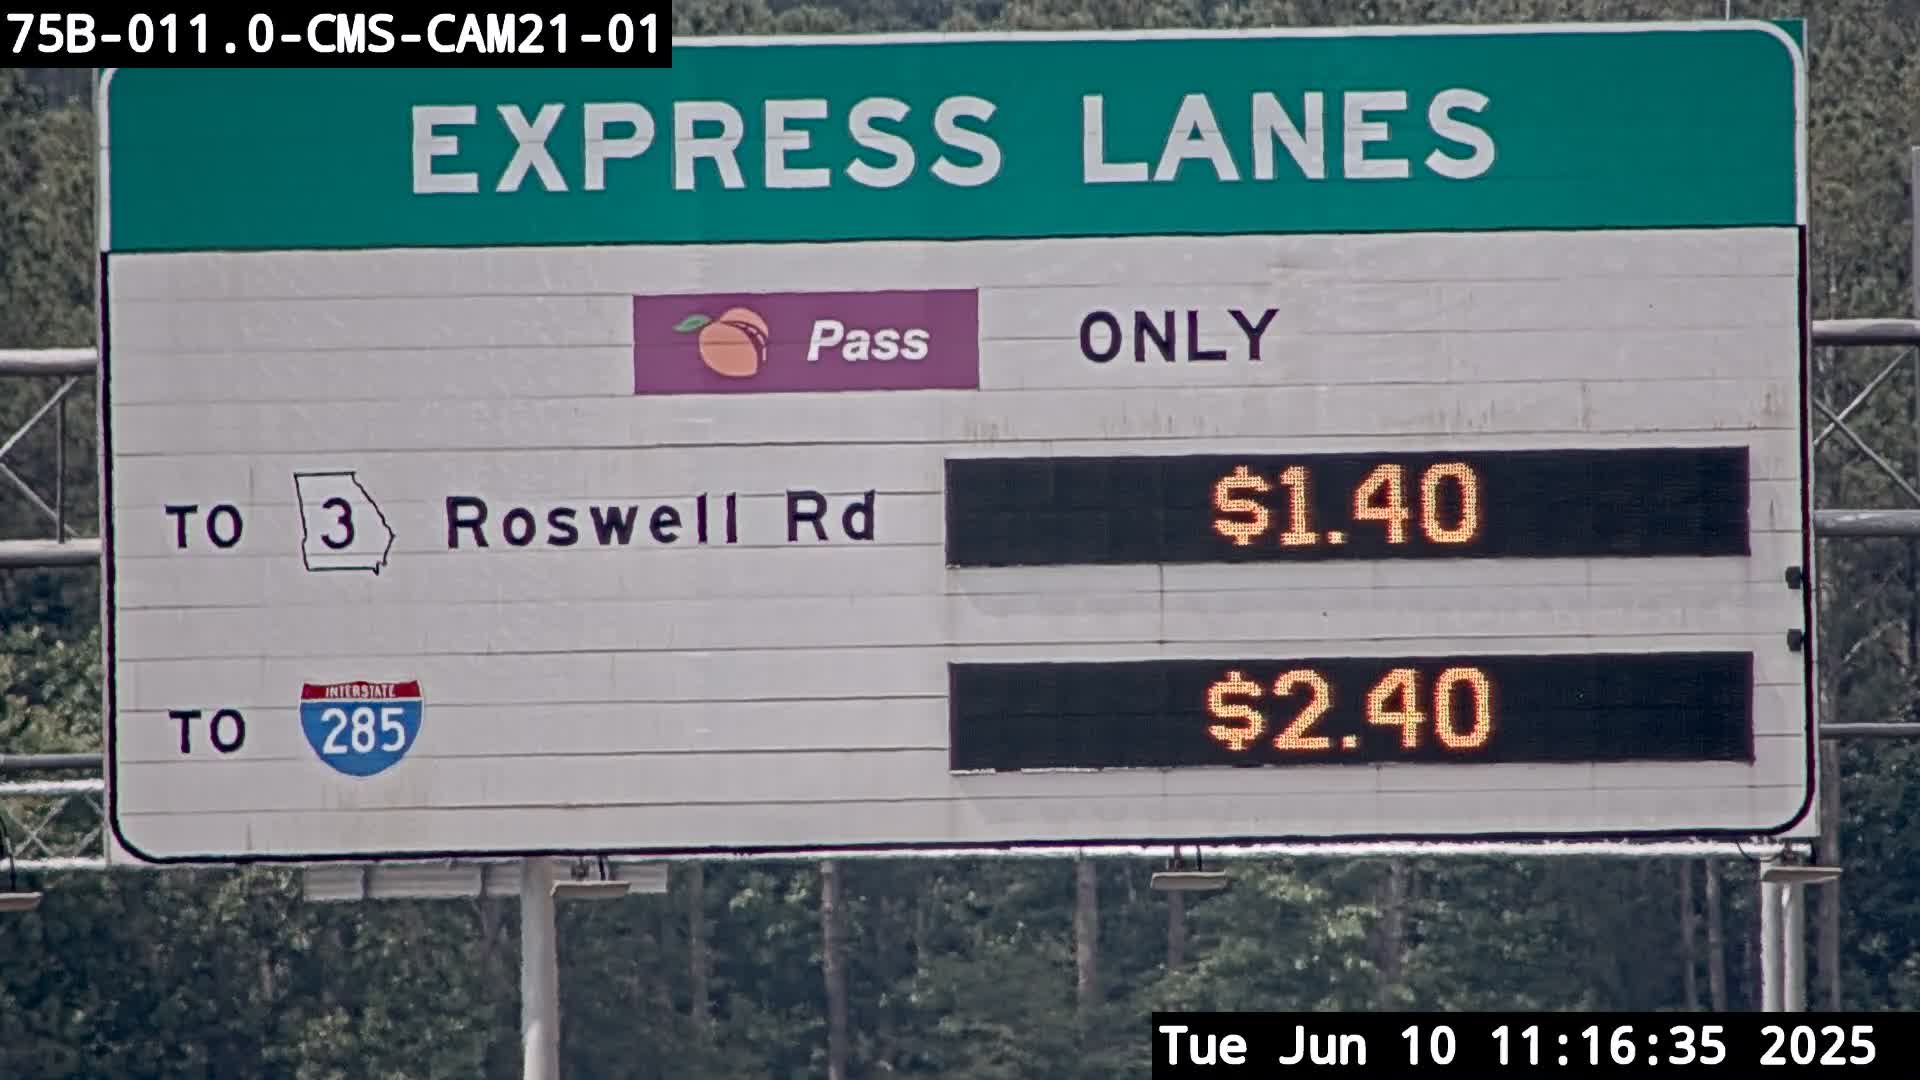 75B-011.0-CMS-CAM21-01
EXPRESS LANES
Pass ONLY
TO 3 Roswell Rd $1.40
TO INTERSTATE 285 $2.40
Tue Jun 10 11:16:35 2025